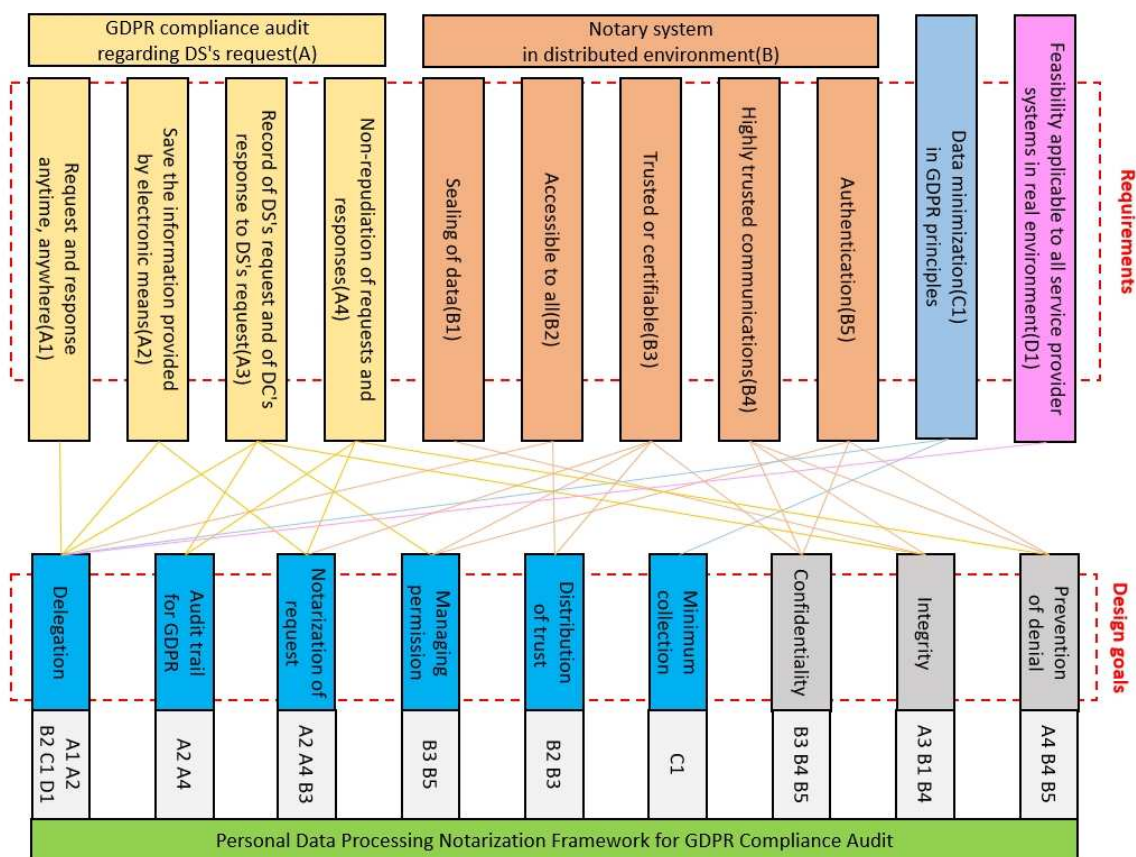 GDPR compliance audit
regarding DS's request(A)
Notary system
in distributed environment(B)
Request and response
anytime, anywhere(A1)
Save the information provided
by electronic means(A2)
Record of DS's request and of DC's
response to DS's request(A3)
Non-repudiation of requests and
responses(A4)
Sealing of data(B1)
Accessible to all(B2)
Trusted or certifiable(B3)
Highly trusted communications(B4)
Authentication(B5)
Data minimization(C1)
in GDPR principles
Feasibility applicable to all service provider
systems in real environment(D1)
Requirements
Delegation
Audit trail
for GDPR
Notarization of
request
Managing
permission
Distribution
of trust
Minimum
collection
Confidentiality
Integrity
Prevention
of denial
Design goals
A1 A2
B2 C1 D1
A2 A4
A2 A4 B3
B3 B5
B2 B3
C1
B3 B4 B5
A3 B1 B4
A4 B4 B5
Personal Data Processing Notarization Framework for GDPR Compliance Audit